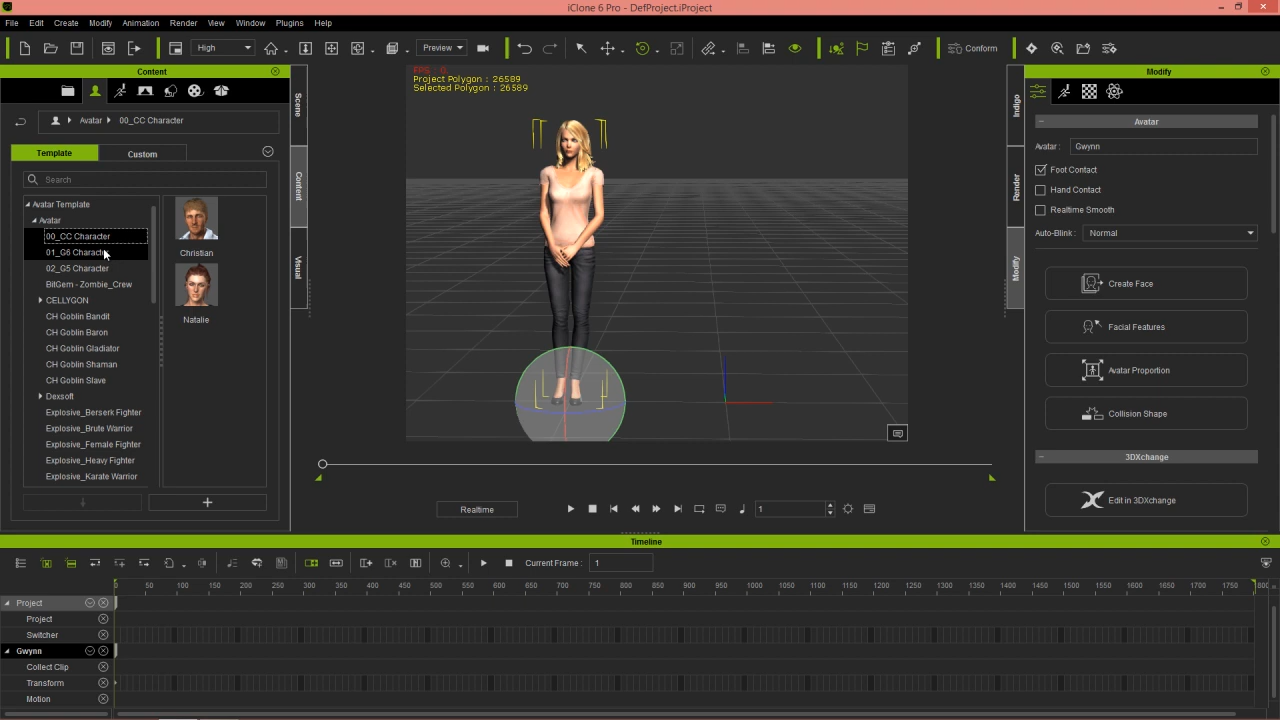 iClone 6 Pro - DefProject.iProject
File Edit Create Modify Animation Render View Window Plugins Help
High Preview Conform
Content
Modify
Avatar 00_CC Character
Template Custom
Search
Avatar Template
Avatar
00_CC Character
01_G6 Character
02_G5 Character
BitGem - Zombie_Crew
CELLYGON
CH Goblin Bandit
CH Goblin Baron
CH Goblin Gladiator
CH Goblin Shaman
CH Goblin Slave
Dexsoft
Explosive_Berserk Fighter
Explosive_Brute Warrior
Explosive_Female Fighter
Explosive_Heavy Fighter
Explosive_Karate Warrior
Christian
Natalie
Scene
Content
Visual
FPS : 0
Project Polygon : 26589
Selected Polygon : 26589
Indigo
Render
Modify
Avatar
Avatar : Gwynn
Foot Contact
Hand Contact
Realtime Smooth
Auto-Blink : Normal
Create Face
Facial Features
Avatar Proportion
Collision Shape
3DXchange
Edit in 3DXchange
Realtime 1
Timeline
Current Frame : 1
0 50 100 150 200 250 300 350 400 450 500 550 600 650 700 750 800 850 900 950 1000 1050 1100 1150 1200 1250 1300 1350 1400 1450 1500 1550 1600 1650 1700 1750 1800
Project
Project
Switcher
Gwynn
Collect Clip
Transform
Motion